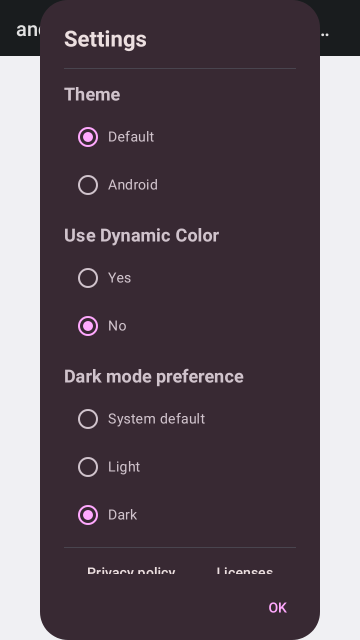 Settings
Theme
Default
Android
Use Dynamic Color
Yes
No
Dark mode preference
System default
Light
Dark
Privacy policy Licenses
OK